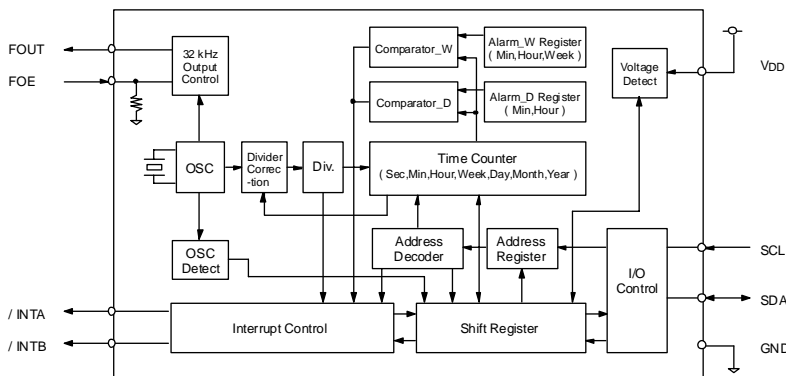 FOUT
FOE
32 kHz
Output
Control
Comparator_W
Alarm_W Register
( Min,Hour,Week )
Comparator_D
Alarm_D Register
( Min,Hour )
Voltage
Detect
VDD
OSC
Divider
Correc
-tion
Div.
Time Counter
( Sec,Min,Hour,Week,Day,Month,Year )
OSC
Detect
Address
Decoder
Address
Register
I/O
Control
SCL
SDA
/ INTA
/ INTB
Interrupt Control
Shift Register
GND